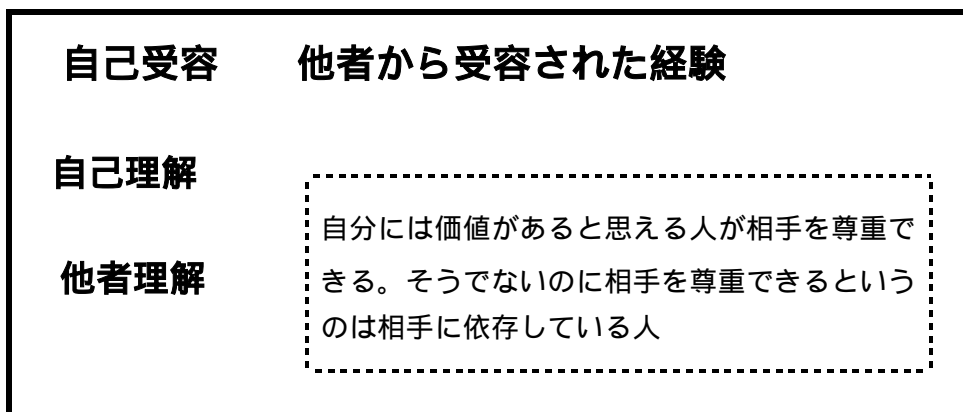 自己受容 他者から受容された経験
自己理解
他者理解
自分には価値があると思える人が相手を尊重で
きる。そうでないのに相手を尊重できるという
のは相手に依存している人